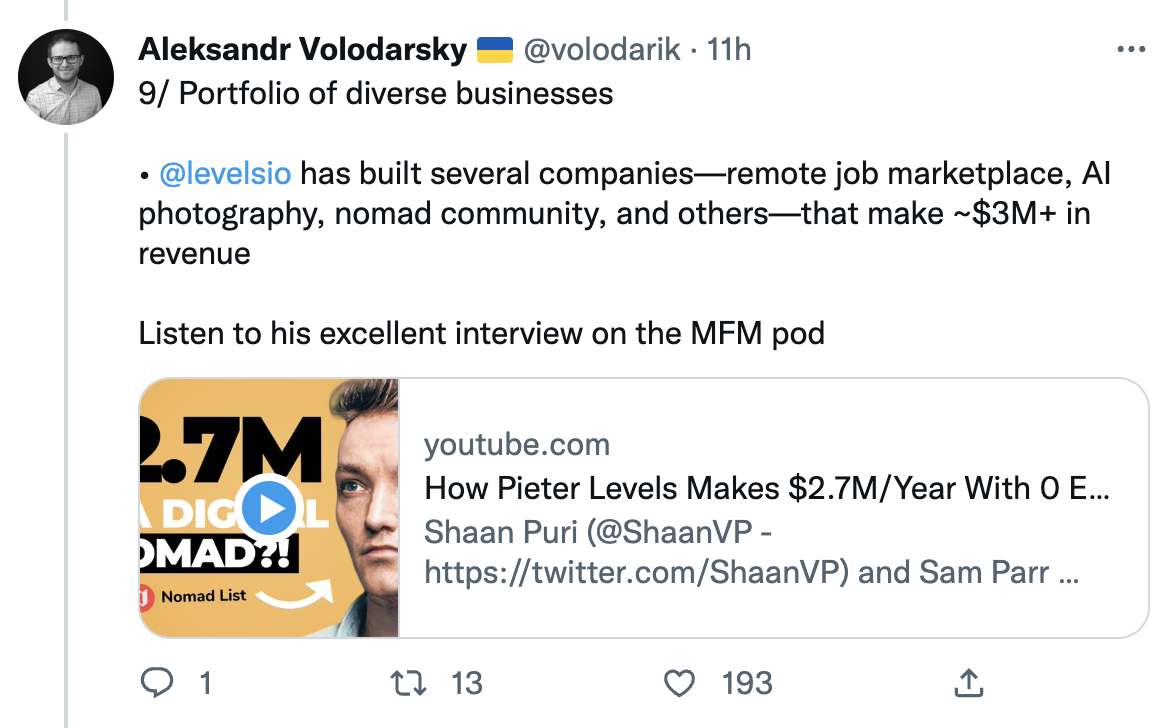 Aleksandr Volodarsky 🇺🇦 @volodarik · 11h
9/ Portfolio of diverse businesses
• @levelsio has built several companies—remote job marketplace, AI
photography, nomad community, and others—that make ~$3M+ in
revenue
Listen to his excellent interview on the MFM pod
2.7M
A DIGITAL
NOMAD?!
Nomad List
youtube.com
How Pieter Levels Makes $2.7M/Year With 0 E...
Shaan Puri (@ShaanVP -
https://twitter.com/ShaanVP) and Sam Parr ...
1 13 193